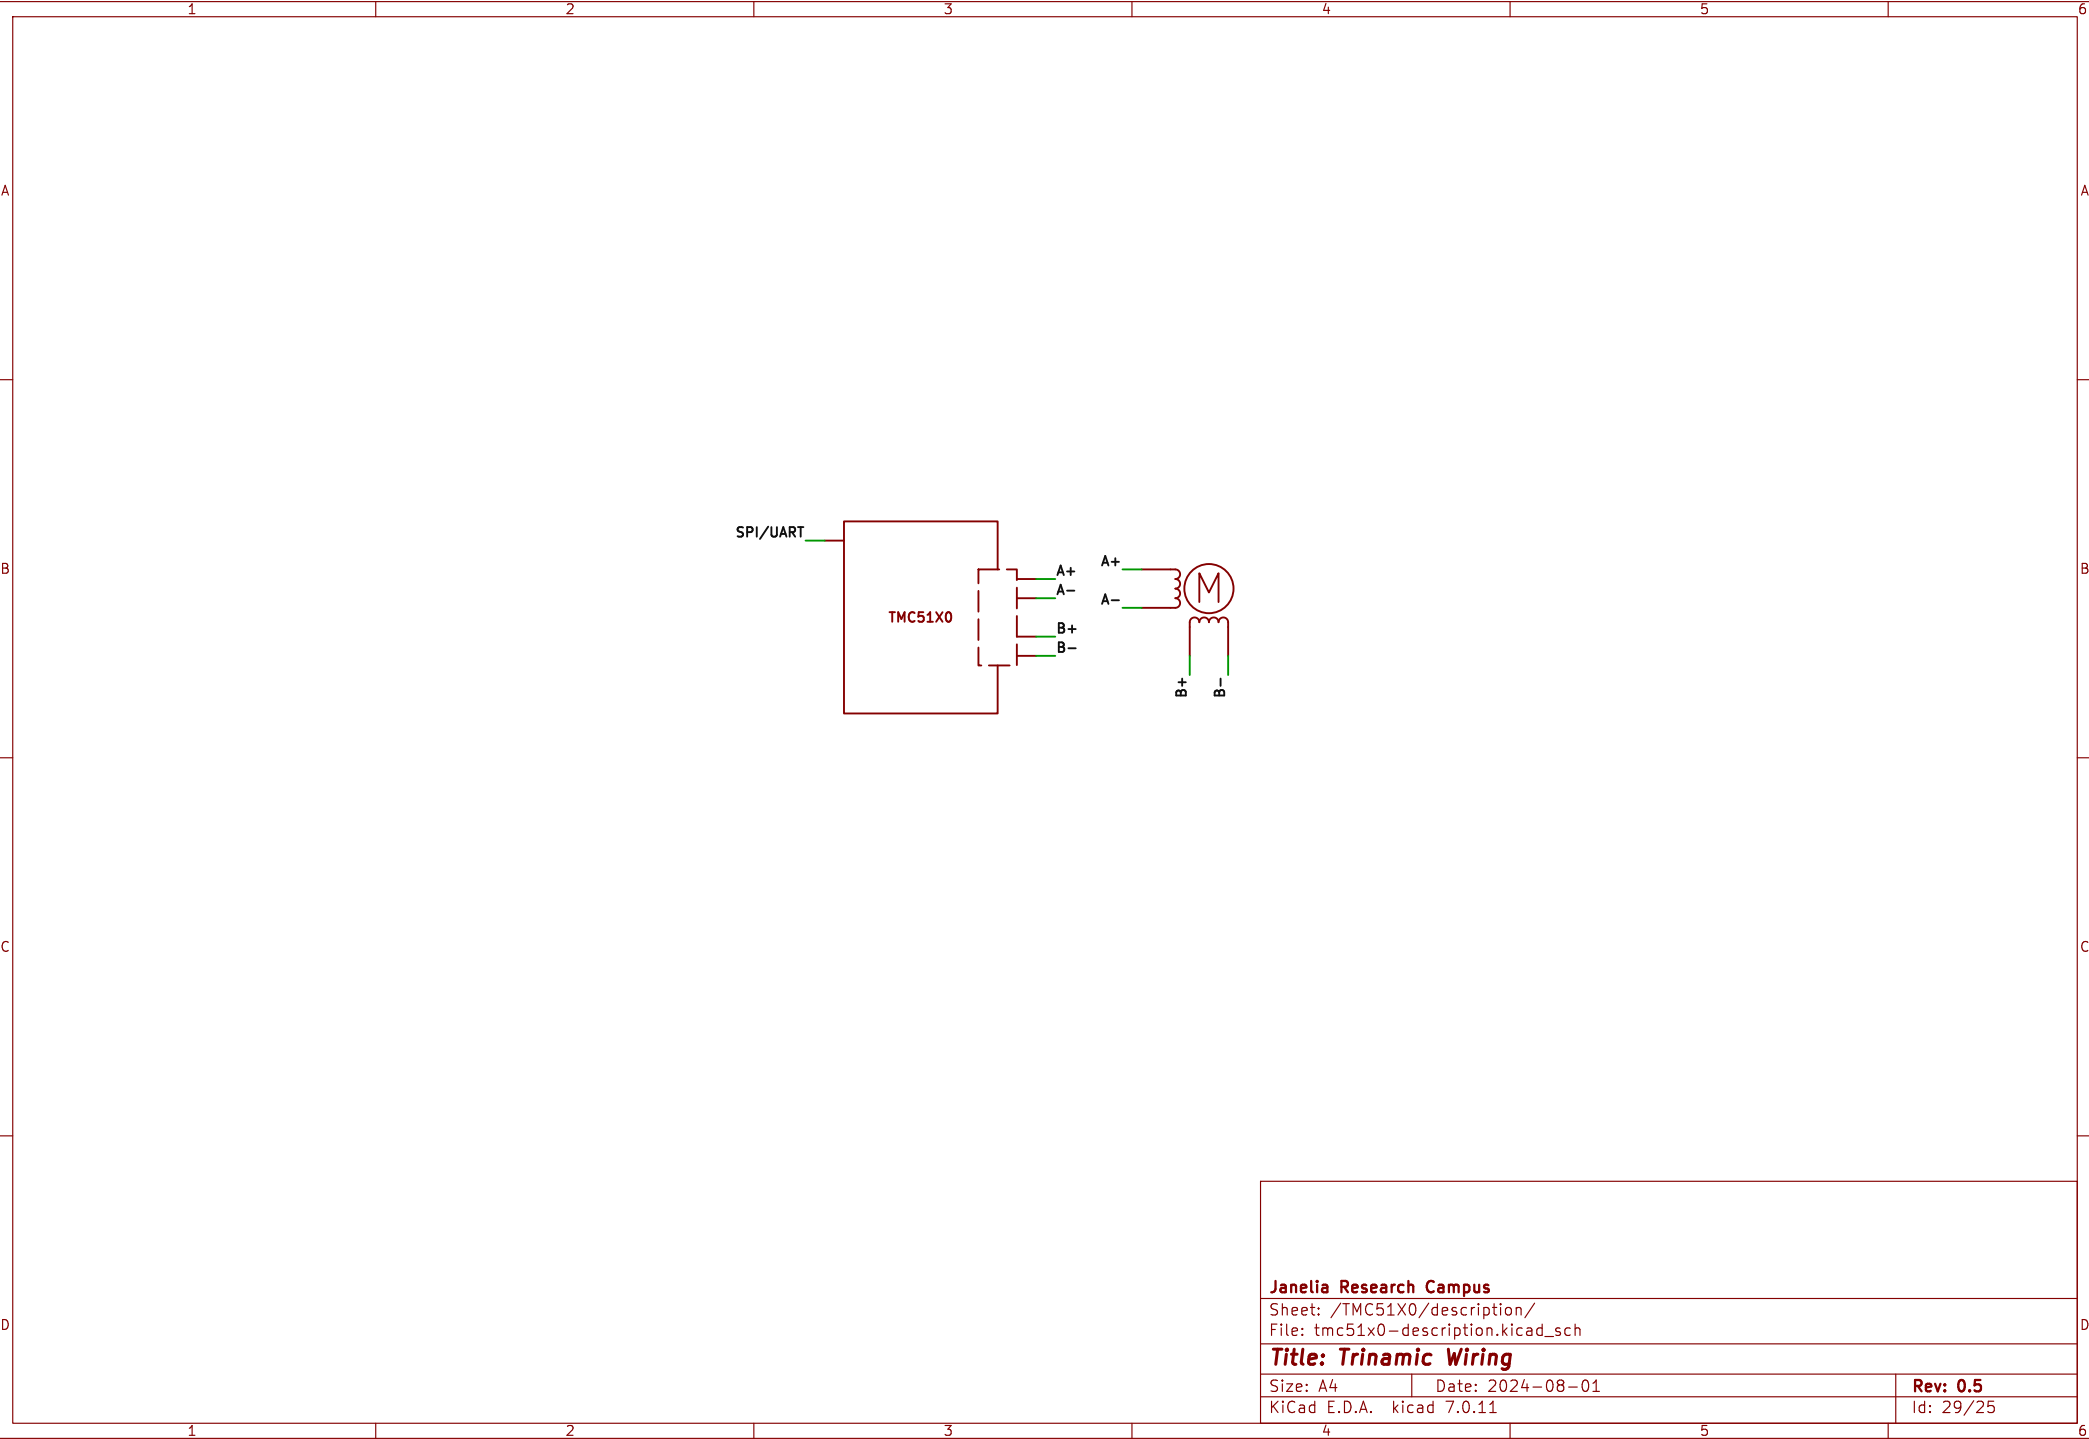 1 2 3 4 5 6
A A
SPI/UART
B B
TMC51X0
A+
A-
B+
B-
A+
A-
M
B+ B-
C C
Janelia Research Campus
Sheet: /TMC51X0/description/
File: tmc51x0-description.kicad_sch
D D
Title: Trinamic Wiring
Size: A4 Date: 2024-08-01 Rev: 0.5
KiCad E.D.A. kicad 7.0.11 Id: 29/25
1 2 3 4 5 6